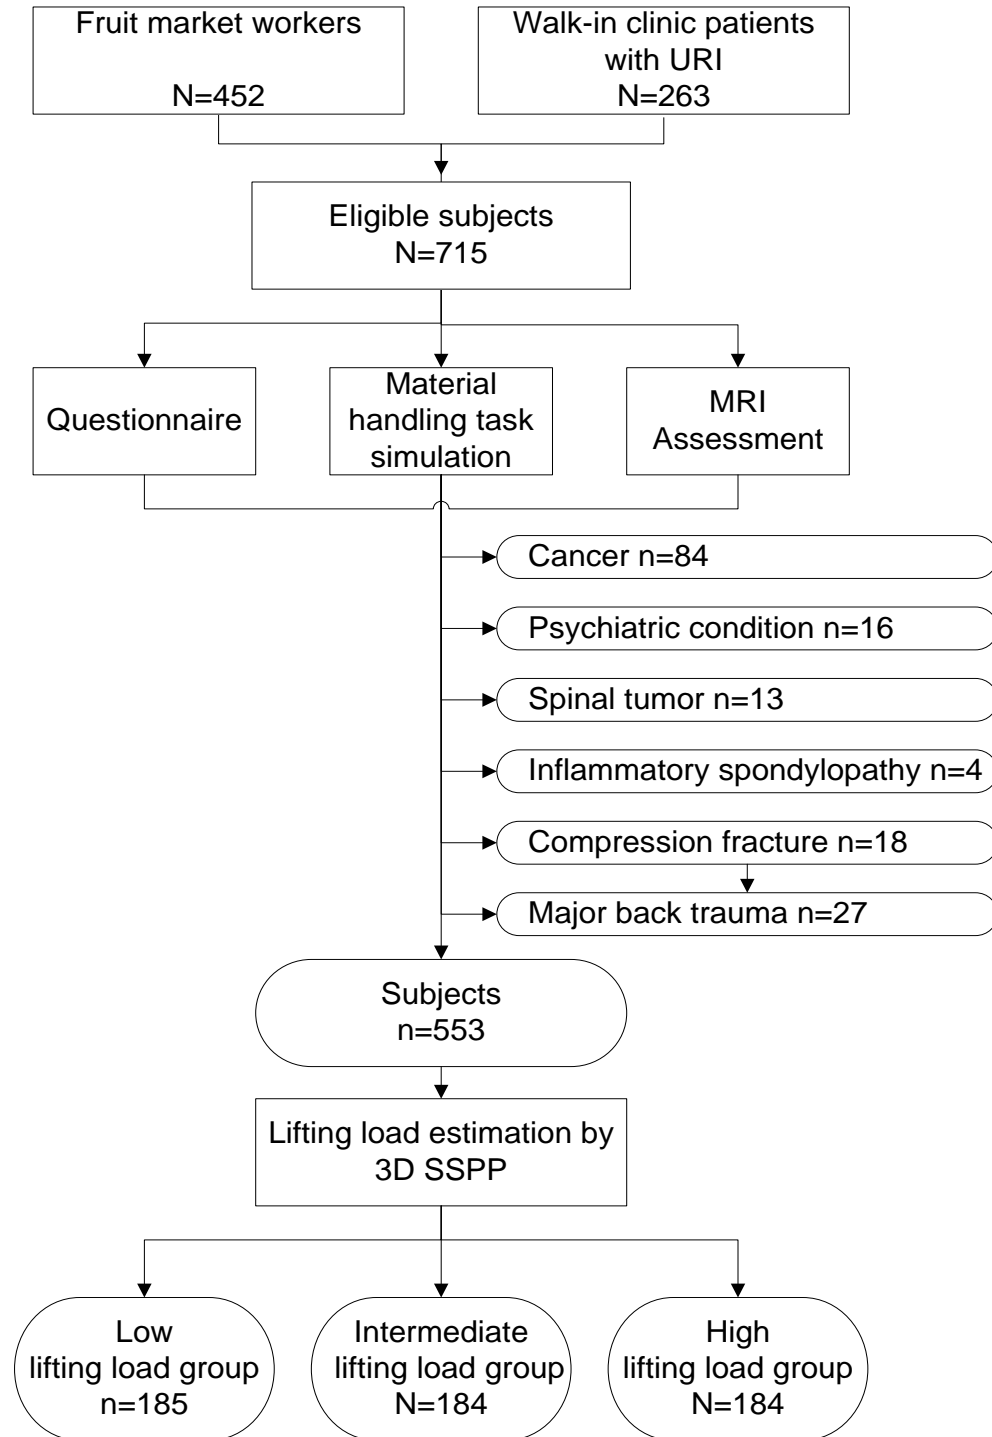 Fruit market workers
N=452
Walk-in clinic patients
with URI
N=263
Eligible subjects
N=715
Questionnaire
Material
handling task
simulation
MRI
Assessment
Cancer n=84
Psychiatric condition n=16
Spinal tumor n=13
Inflammatory spondylopathy n=4
Compression fracture n=18
Major back trauma n=27
Subjects
n=553
Lifting load estimation by
3D SSPP
Low
lifting load group
n=185
Intermediate
lifting load group
N=184
High
lifting load group
N=184